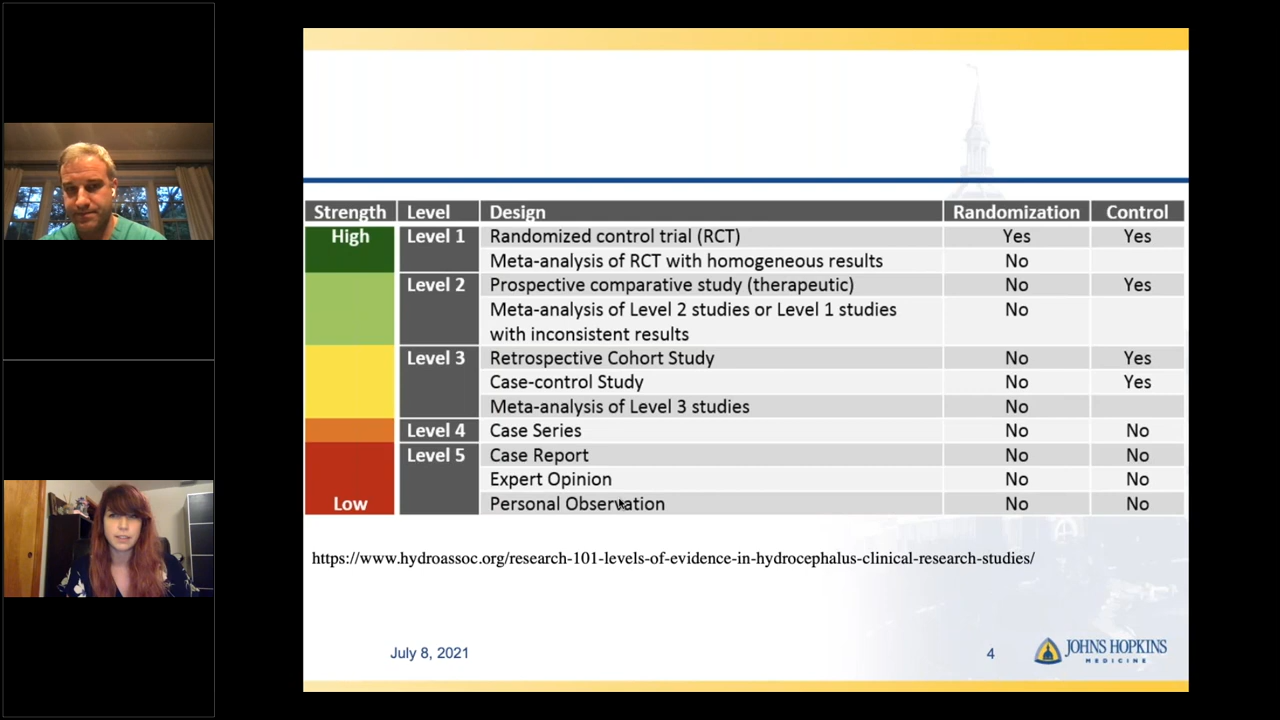 Strength Level Design Randomization Control
High Level 1 Randomized control trial (RCT) Yes Yes
Meta-analysis of RCT with homogeneous results No
Level 2 Prospective comparative study (therapeutic) No Yes
Meta-analysis of Level 2 studies or Level 1 studies No
with inconsistent results
Level 3 Retrospective Cohort Study No Yes
Case-control Study No Yes
Meta-analysis of Level 3 studies No
Level 4 Case Series No No
Level 5 Case Report No No
Expert Opinion No No
Low Personal Observation No No
https://www.hydroassoc.org/research-101-levels-of-evidence-in-hydrocephalus-clinical-research-studies/
July 8, 2021
4
JOHNS HOPKINS
MEDICINE